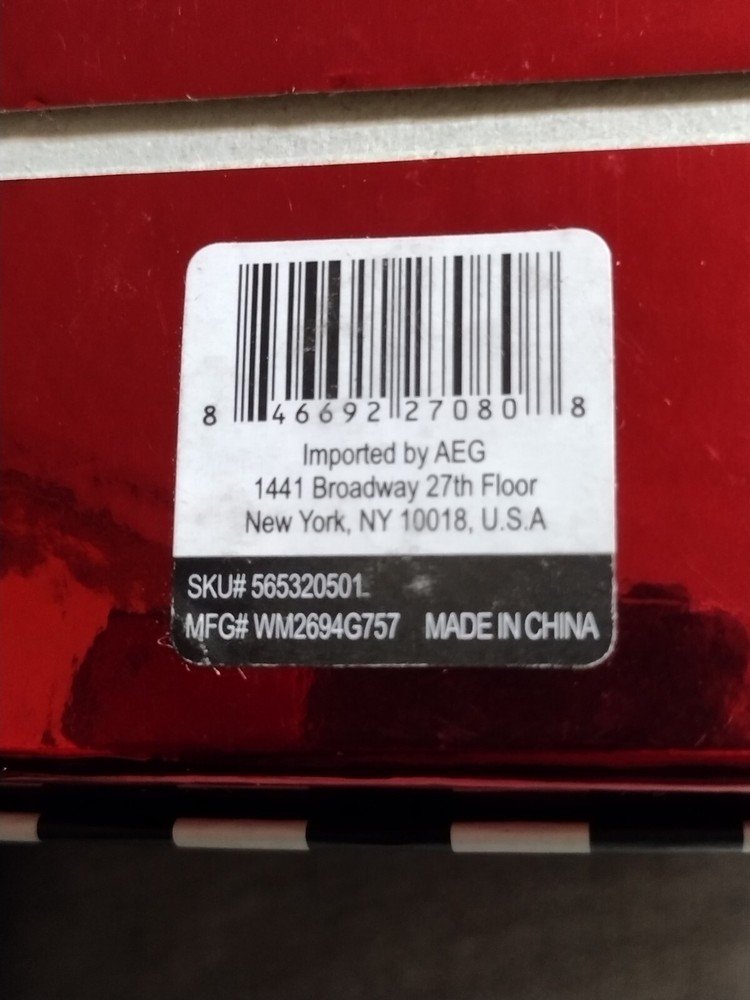 8 46692 27080 8
Imported by AEG
1441 Broadway 27th Floor
New York, NY 10018, U.S.A
SKU# 565320501
MFG# WM2694G757 MADE IN CHINA